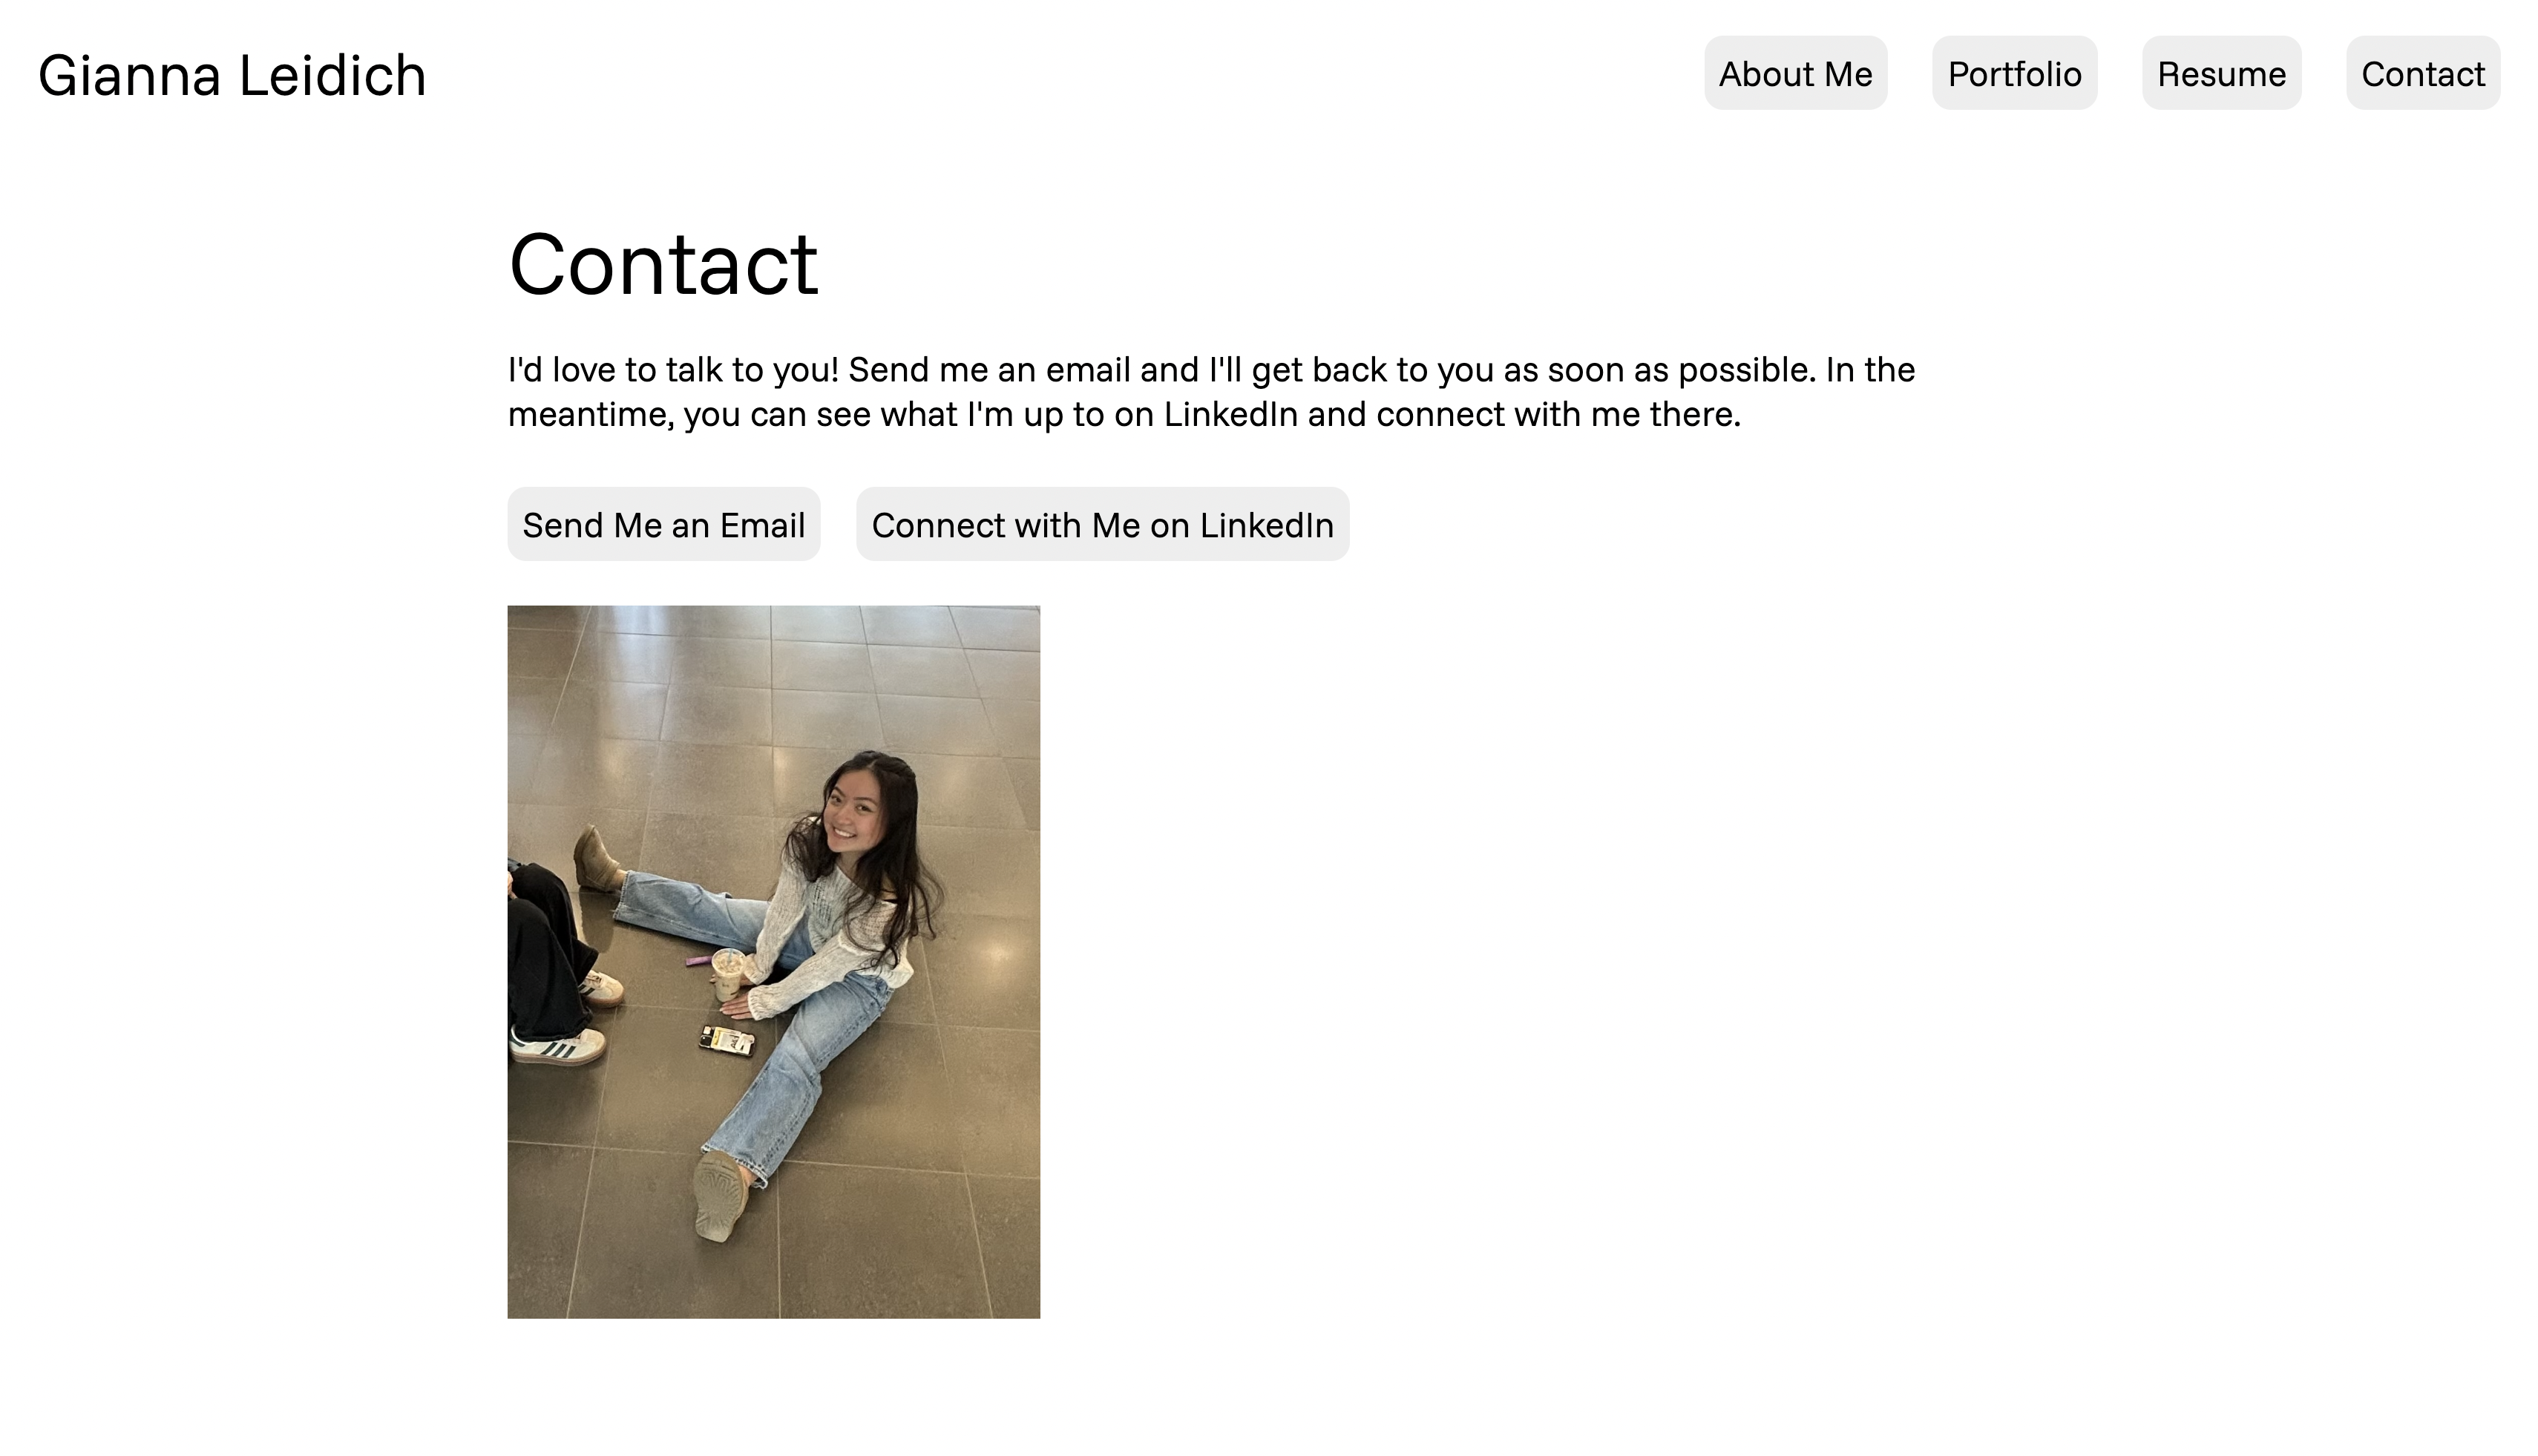 Gianna Leidich
About Me
Portfolio
Resume
Contact
Contact
I'd love to talk to you! Send me an email and I'll get back to you as soon as possible. In the
meantime, you can see what I'm up to on LinkedIn and connect with me there.
Send Me an Email
Connect with Me on LinkedIn